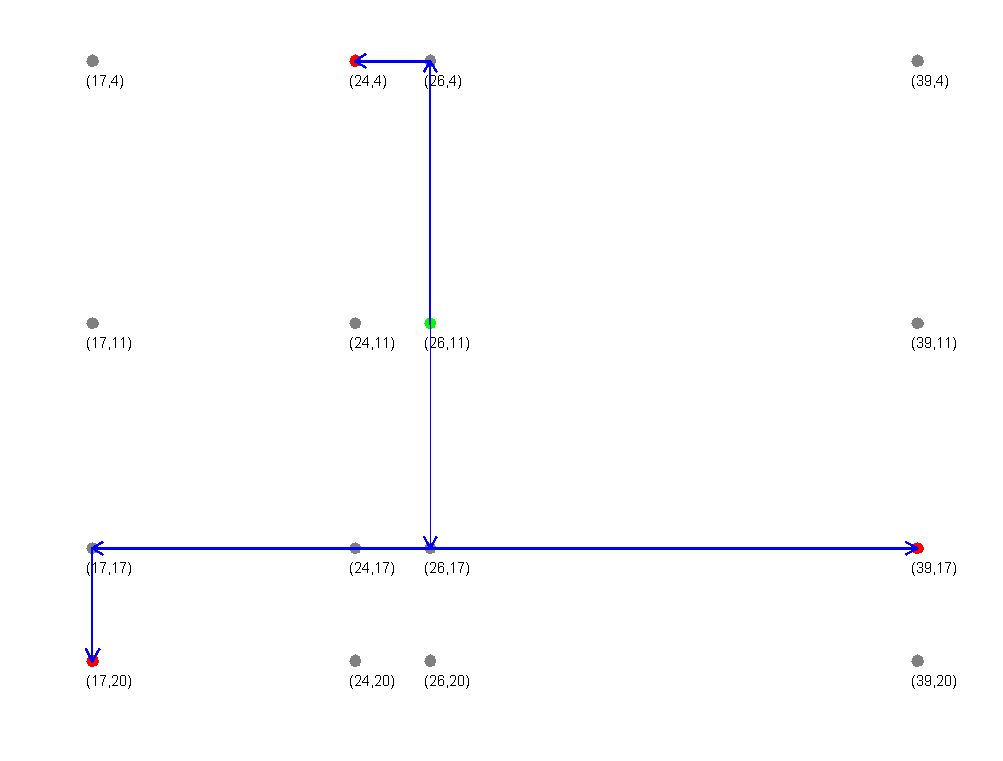 (17,4) (24,4) (26,4) (39,4)
(17,11) (24,11) (26,11) (39,11)
(17,17) (24,17) (26,17) (39,17)
(17,20) (24,20) (26,20) (39,20)